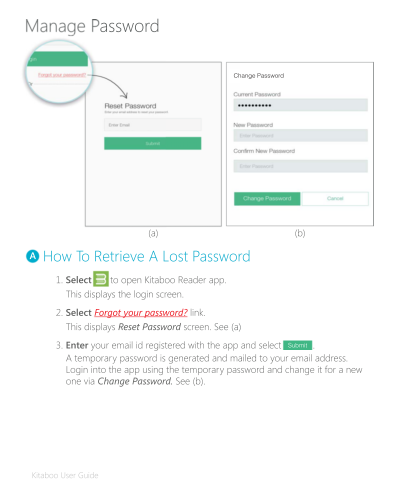 Manage Password
Forgot your password?
Reset Password
Enter your email address to reset your password
Enter Email
Submit
Change Password
Current Password
••••••••••
New Password
Enter Password
Confirm New Password
Enter Password
Change Password Cancel
(a) (b)
A How To Retrieve A Lost Password
1. Select to open Kitaboo Reader app.
This displays the login screen.
2. Select Forgot your password? link.
This displays Reset Password screen. See (a)
3. Enter your email id registered with the app and select Submit.
A temporary password is generated and mailed to your email address.
Login into the app using the temporary password and change it for a new
one via Change Password. See (b).
Kitaboo User Guide